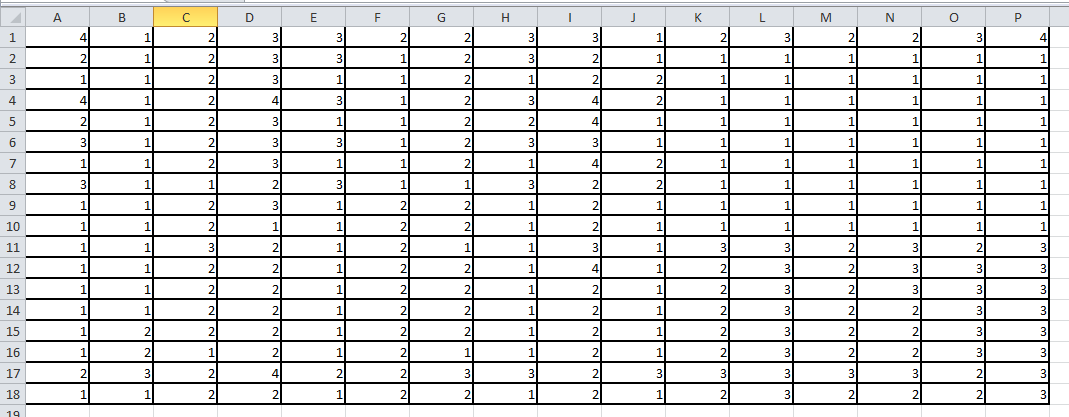 A B C D E F G H I J K L M N O P
1 4 1 2 3 3 2 2 3 3 1 2 3 2 2 3 4
2 2 1 2 3 3 1 2 3 2 1 1 1 1 1 1 1
3 1 1 2 3 1 1 2 1 2 2 1 1 1 1 1 1
4 4 1 2 4 3 1 2 3 4 2 1 1 1 1 1 1
5 2 1 2 3 1 1 2 2 4 1 1 1 1 1 1 1
6 3 1 2 3 3 1 2 3 3 1 1 1 1 1 1 1
7 1 1 2 3 1 1 2 1 4 2 1 1 1 1 1 1
8 3 1 1 2 3 1 1 3 2 2 1 1 1 1 1 1
9 1 1 2 3 1 2 2 1 2 1 1 1 1 1 1 1
10 1 1 2 1 1 2 2 1 2 1 1 1 1 1 1 1
11 1 1 3 2 1 2 1 1 3 1 3 3 2 3 2 3
12 1 1 2 2 1 2 2 1 4 1 2 3 2 3 3 3
13 1 1 2 2 1 2 2 1 2 1 2 3 2 3 3 3
14 1 1 2 2 1 2 2 1 2 1 2 3 2 2 3 3
15 1 2 2 2 1 2 2 1 2 1 2 3 2 2 3 3
16 1 2 1 2 1 2 1 1 2 1 2 3 2 2 3 3
17 2 3 2 4 2 2 3 3 2 3 3 3 3 3 2 3
18 1 1 2 2 1 2 2 1 2 1 2 3 2 2 2 3
19